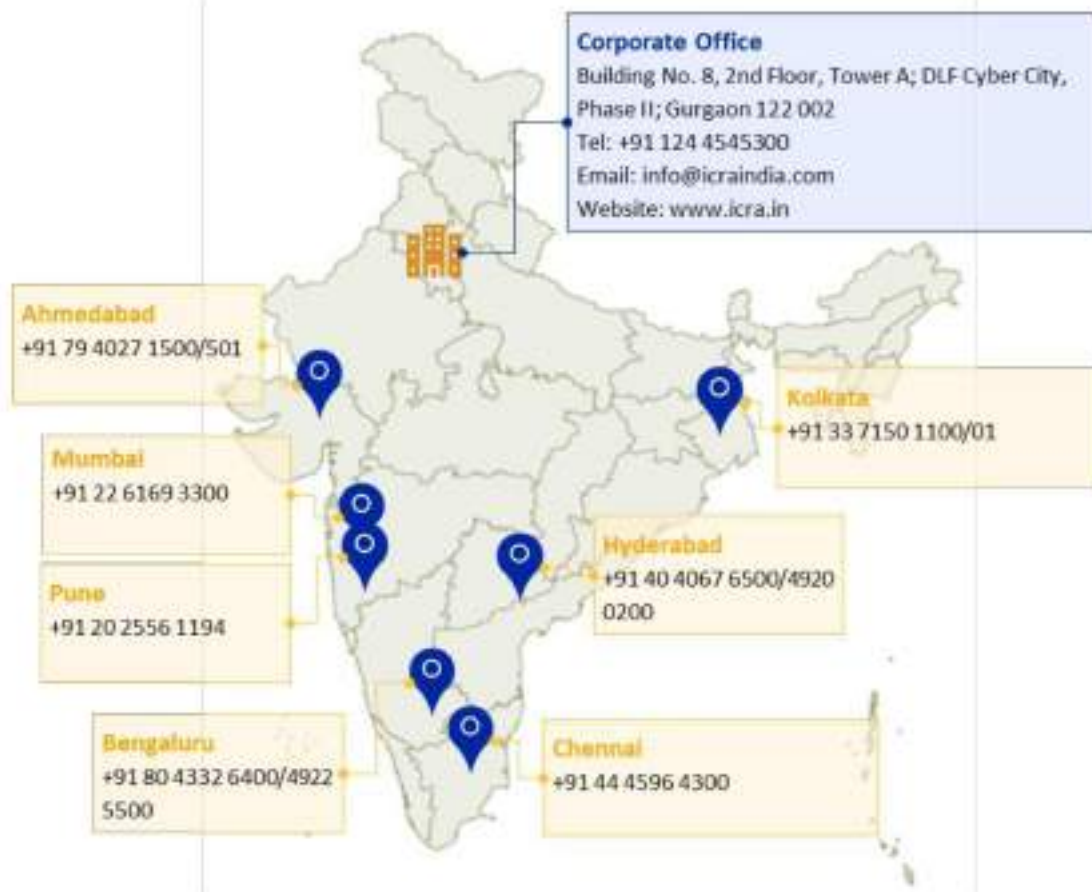 Corporate Office
Building No. 8, 2nd Floor, Tower A; DLF Cyber City,
Phase II; Gurgaon 122 002
Tel: +91 124 4545300
Email: info@icraindia.com
Website: www.icra.in
Ahmedabad
+91 79 4027 1500/501
Kolkata
+91 33 7150 1100/01
Mumbai
+91 22 6169 3300
Hyderabad
+91 40 4067 6500/4920
0200
Pune
+91 20 2556 1194
Bengaluru
+91 80 4332 6400/4922
5500
Chennai
+91 44 4596 4300